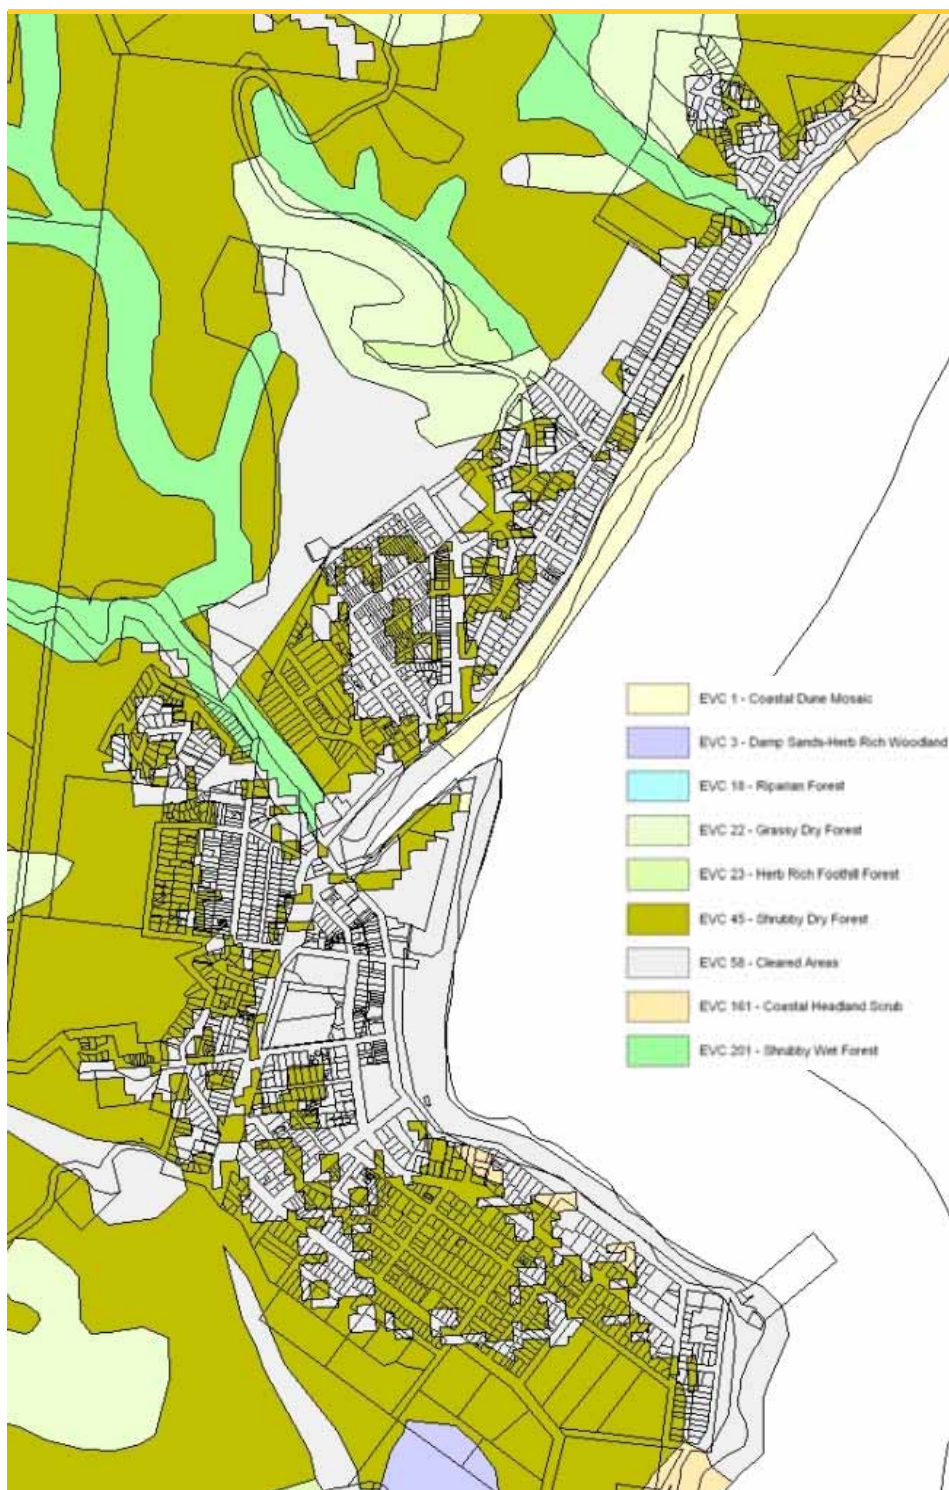 EVC 1 - Coastal Dune Mosaic
EVC 3 - Damp Sands-Herb Rich Woodland
EVC 18 - Riparian Forest
EVC 22 - Grassy Dry Forest
EVC 23 - Herb Rich Foothill Forest
EVC 45 - Shrubby Dry Forest
EVC 58 - Cleared Areas
EVC 161 - Coastal Headland Scrub
EVC 201 - Shrubby Wet Forest